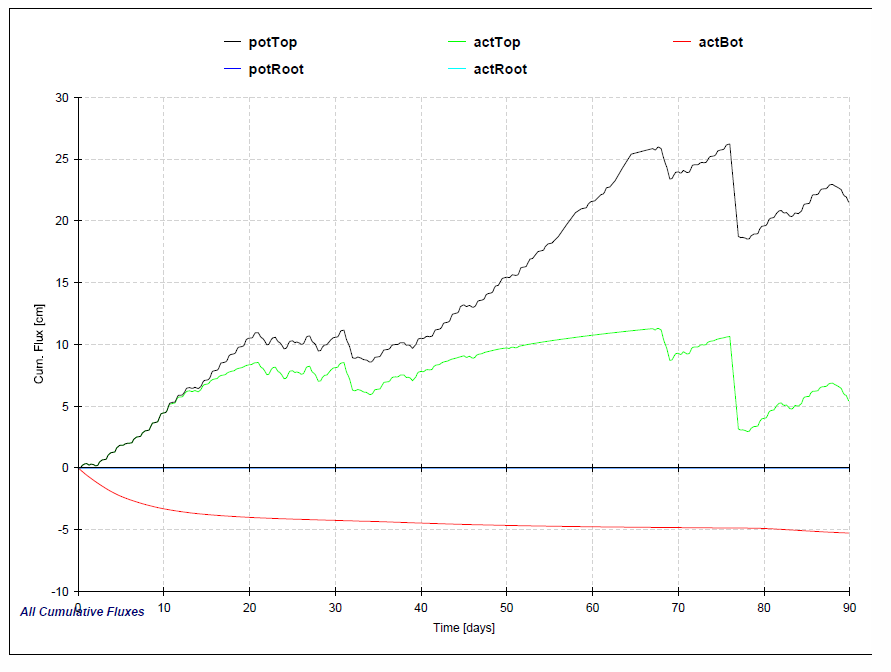 potTop actTop actBot
potRoot actRoot
30
25
20
15
10
5
0
-5
-10
Cum. Flux [cm]
0 10 20 30 40 50 60 70 80 90
All Cumulative Fluxes
Time [days]